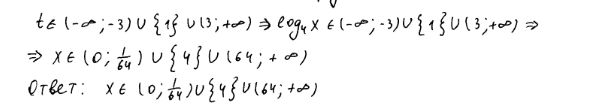 t ∈ (-∞; -3) ∪ {1} ∪ (3; +∞) ⇒ log₄ x ∈ (-∞; -3) ∪ {1} ∪ (3; +∞) ⇒
⇒ x ∈ (0; 1/64) ∪ {4} ∪ (64; +∞)
Ответ: x ∈ (0; 1/64) ∪ {4} ∪ (64; +∞)